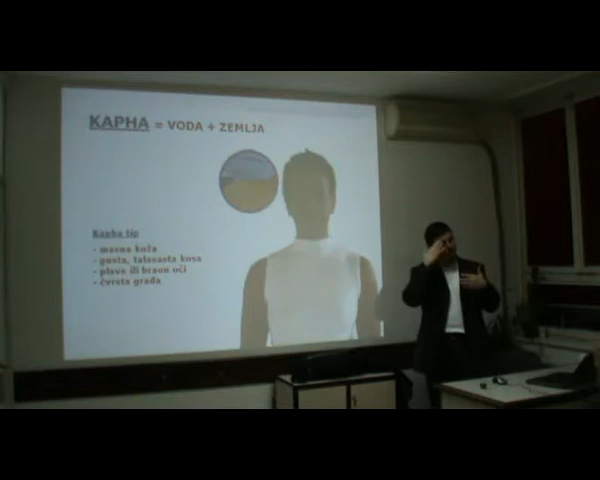 KAPHA = VODA + ZEMLJA
Kapha tip
- masna koža
- gusta, talasasta kosa
- plave ili braon oči
- čvrsta građa